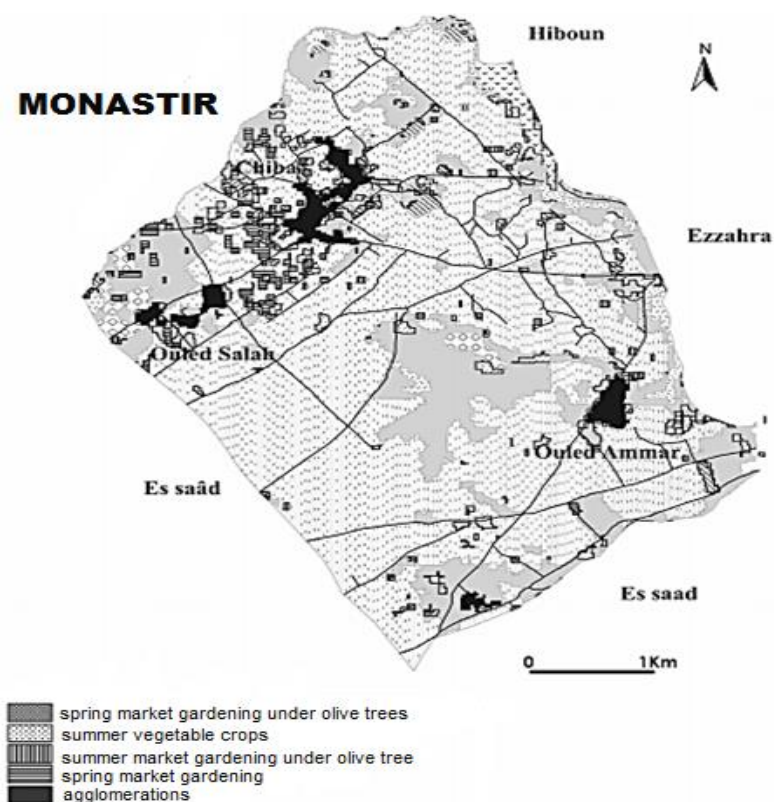 Hiboun
N
MONASTIR
Chiba
Ezzahra
Ouled Salah
Ouled Ammar
Es saâd
Es saad
0 1Km
spring market gardening under olive trees
summer vegetable crops
summer market gardening under olive tree
spring market gardening
agglomerations